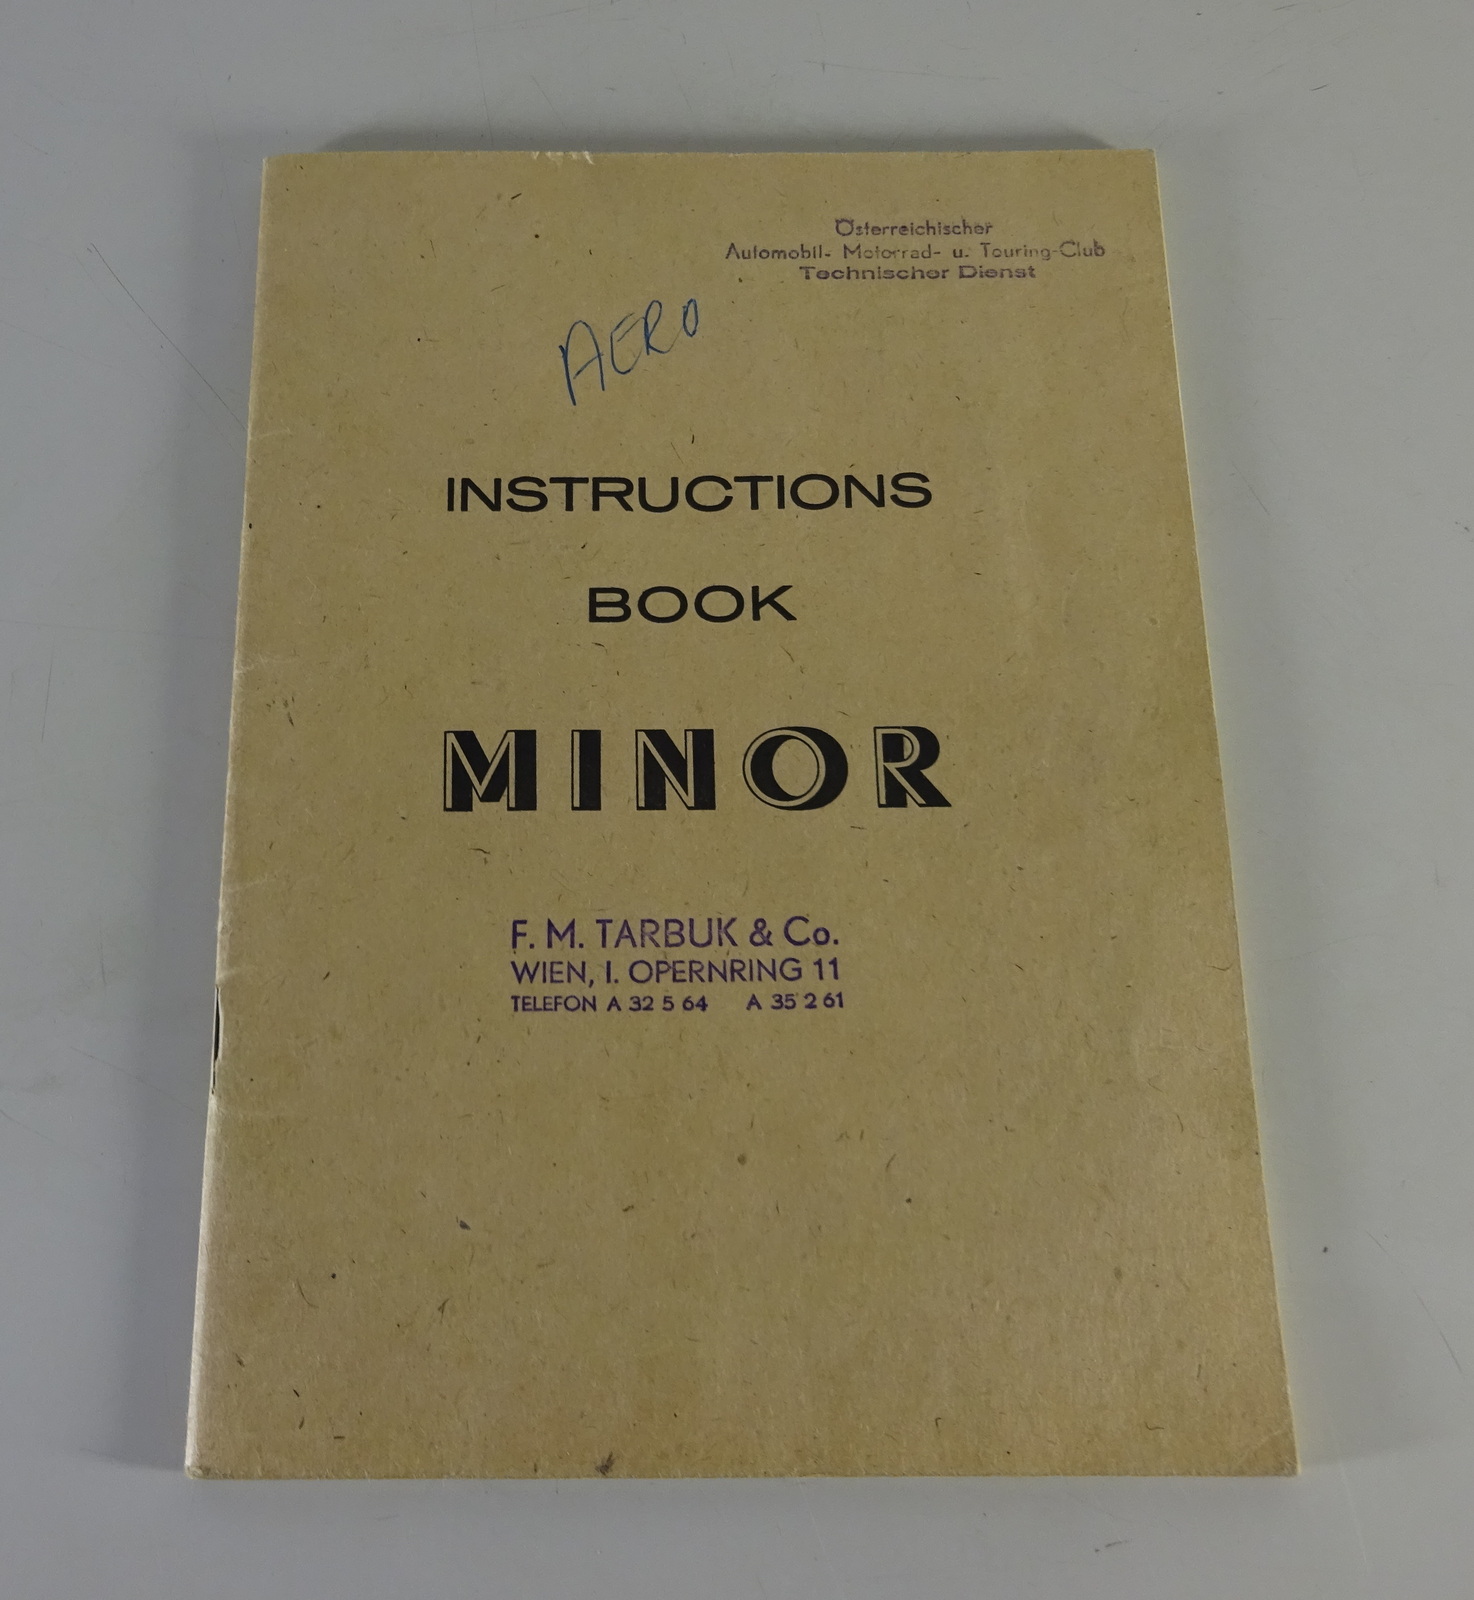 Österreichischer
Automobil- Motorrad- u. Touring-Club
Technischer Dienst
AERO
INSTRUCTIONS
BOOK
MINOR
F. M. TARBUK & Co.
WIEN, I. OPERNRING 11
TELEFON A 32 5 64 A 35 2 61